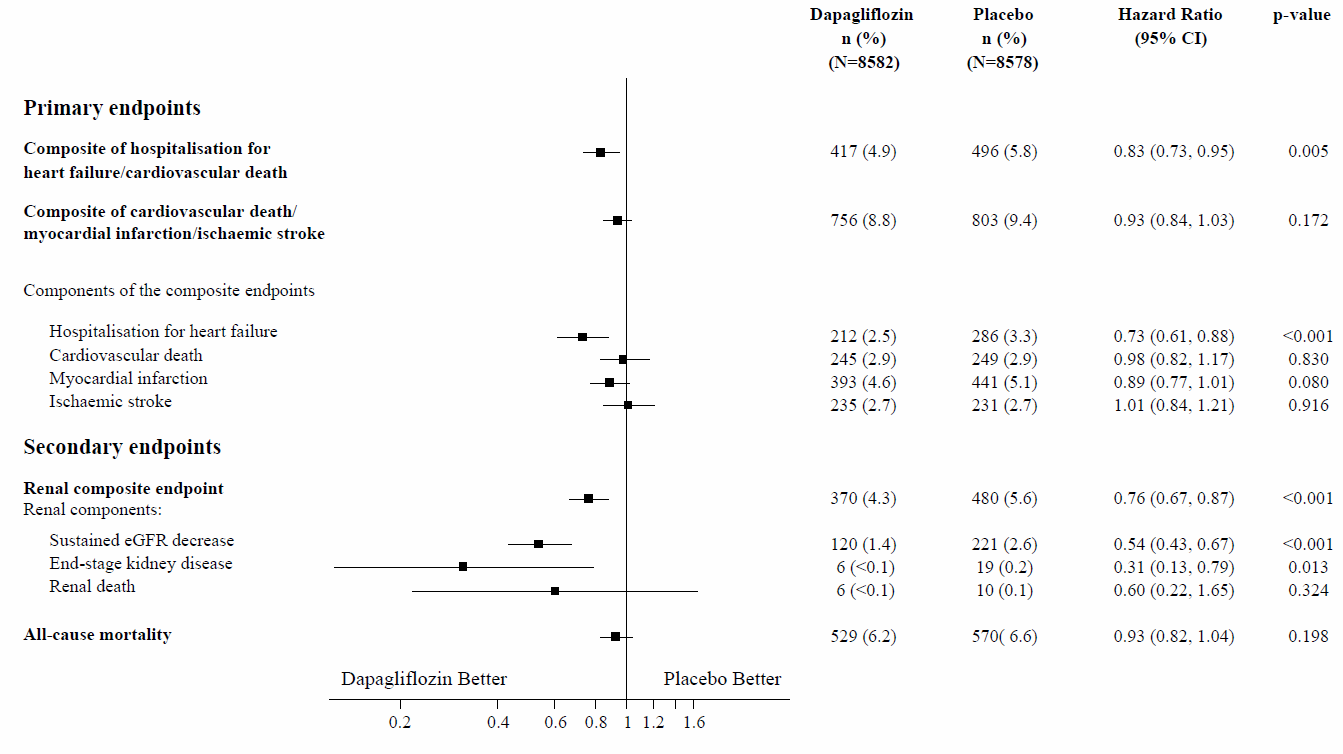 Dapagliflozin Placebo Hazard Ratio p-value
n (%) n (%) (95% CI)
(N=8582) (N=8578)
Primary endpoints
Composite of hospitalisation for
heart failure/cardiovascular death 417 (4.9) 496 (5.8) 0.83 (0.73, 0.95) 0.005
Composite of cardiovascular death/
myocardial infarction/ischaemic stroke 756 (8.8) 803 (9.4) 0.93 (0.84, 1.03) 0.172
Components of the composite endpoints
Hospitalisation for heart failure 212 (2.5) 286 (3.3) 0.73 (0.61, 0.88) <0.001
Cardiovascular death 245 (2.9) 249 (2.9) 0.98 (0.82, 1.17) 0.830
Myocardial infarction 393 (4.6) 441 (5.1) 0.89 (0.77, 1.01) 0.080
Ischaemic stroke 235 (2.7) 231 (2.7) 1.01 (0.84, 1.21) 0.916
Secondary endpoints
Renal composite endpoint 370 (4.3) 480 (5.6) 0.76 (0.67, 0.87) <0.001
Renal components:
Sustained eGFR decrease 120 (1.4) 221 (2.6) 0.54 (0.43, 0.67) <0.001
End-stage kidney disease 6 (<0.1) 19 (0.2) 0.31 (0.13, 0.79) 0.013
Renal death 6 (<0.1) 10 (0.1) 0.60 (0.22, 1.65) 0.324
All-cause mortality 529 (6.2) 570( 6.6) 0.93 (0.82, 1.04) 0.198
Dapagliflozin Better Placebo Better
0.2 0.4 0.6 0.8 1 1.2 1.6